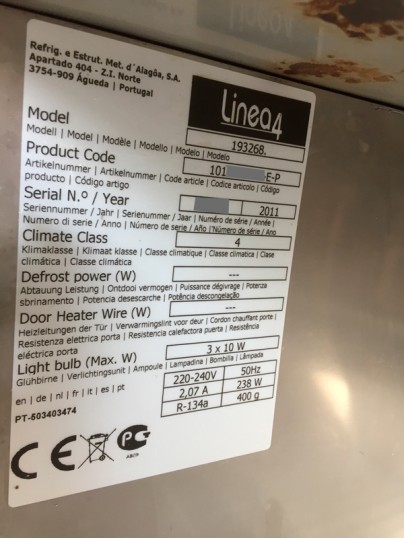 Refrig. e Estrut. Met. d´Alagôa, S.A.
Apartado 404 - Z.I. Norte
3754-909 Águeda | Portugal
Linea4
Model 193268.
Modell | Model | Modèle | Modello | Modelo | Modelo
Product Code 101 E-P
Artikelnummer | Artikelnummer | Code article | Codice articolo | Código
producto | Código artigo
Serial N.º / Year 2011
Seriennummer / Jahr | Serienummer / Jaar | Numéro de série / Année |
Numero di serie / Anno | Número de serie / Año | Número de série / Ano
Climate Class 4
Klimaklasse | Klimaat klasse | Classe climatique | Classe climatica | Clase
climática | Classe climática
Defrost power (W) ---
Abtauung Leistung | Ontdooi vermogen | Puissance dégivrage | Potenza
sbrinamento | Potencia desescarche | Potência descongelação
Door Heater Wire (W) ---
Heizleitungen der Tür | Verwarmingslint voor deur | Cordon chauffant porte |
Resistenza elettrica porta | Resistencia calefactora puerta | Resistência
eléctrica porta
Light bulb (Max. W) 3 x 10 W
Glühbirne | Verlichtingsunit | Ampoule | Lampadina | Bombilla | Lâmpada
220-240V 50Hz
en | de | nl | fr | it | es | pt 2,07 A 238 W
R-134a 400 g
PT-503403474
CE